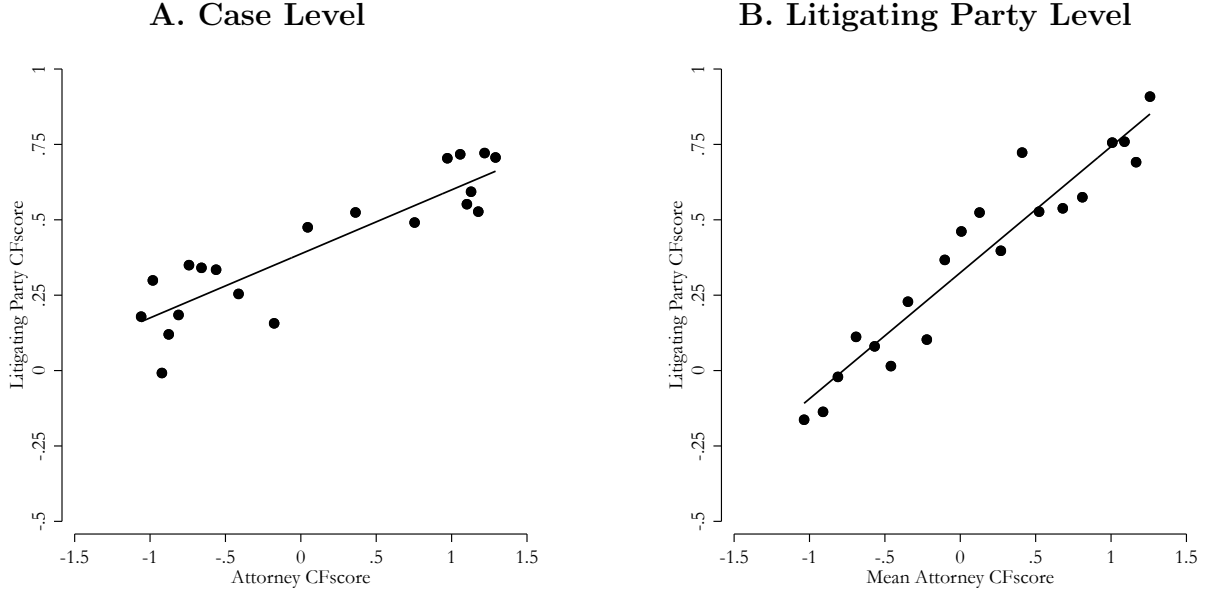 A. Case Level
Litigating Party CFscore
1
.75
.5
.25
0
-.25
-.5
-1.5 -1 -.5 0 .5 1 1.5
Attorney CFscore
B. Litigating Party Level
Litigating Party CFscore
1
.75
.5
.25
0
-.25
-.5
-1.5 -1 -.5 0 .5 1 1.5
Mean Attorney CFscore